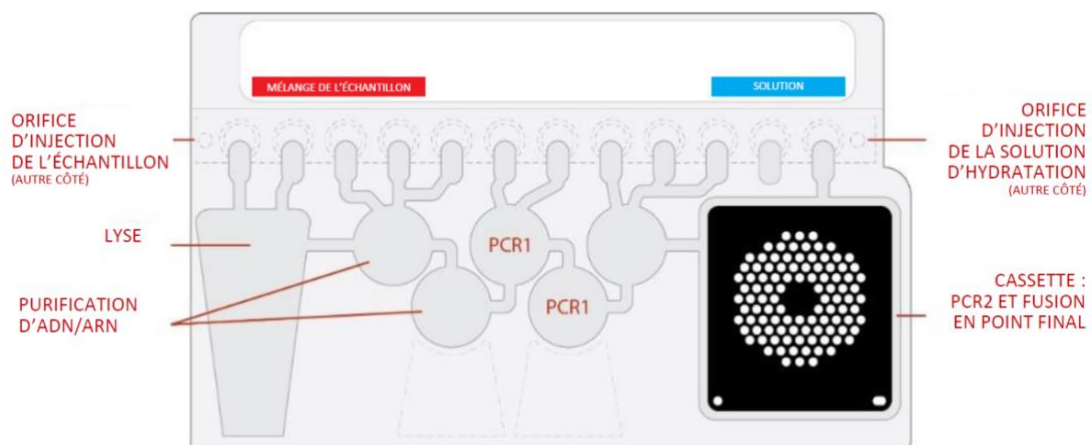 MÉLANGE DE L'ÉCHANTILLON
SOLUTION
ORIFICE
D'INJECTION
DE L'ÉCHANTILLON
(AUTRE CÔTÉ)
ORIFICE
D'INJECTION
DE LA SOLUTION
D'HYDRATATION
(AUTRE CÔTÉ)
LYSE
PCR1
PCR1
PURIFICATION
D'ADN/ARN
CASSETTE :
PCR2 ET FUSION
EN POINT FINAL